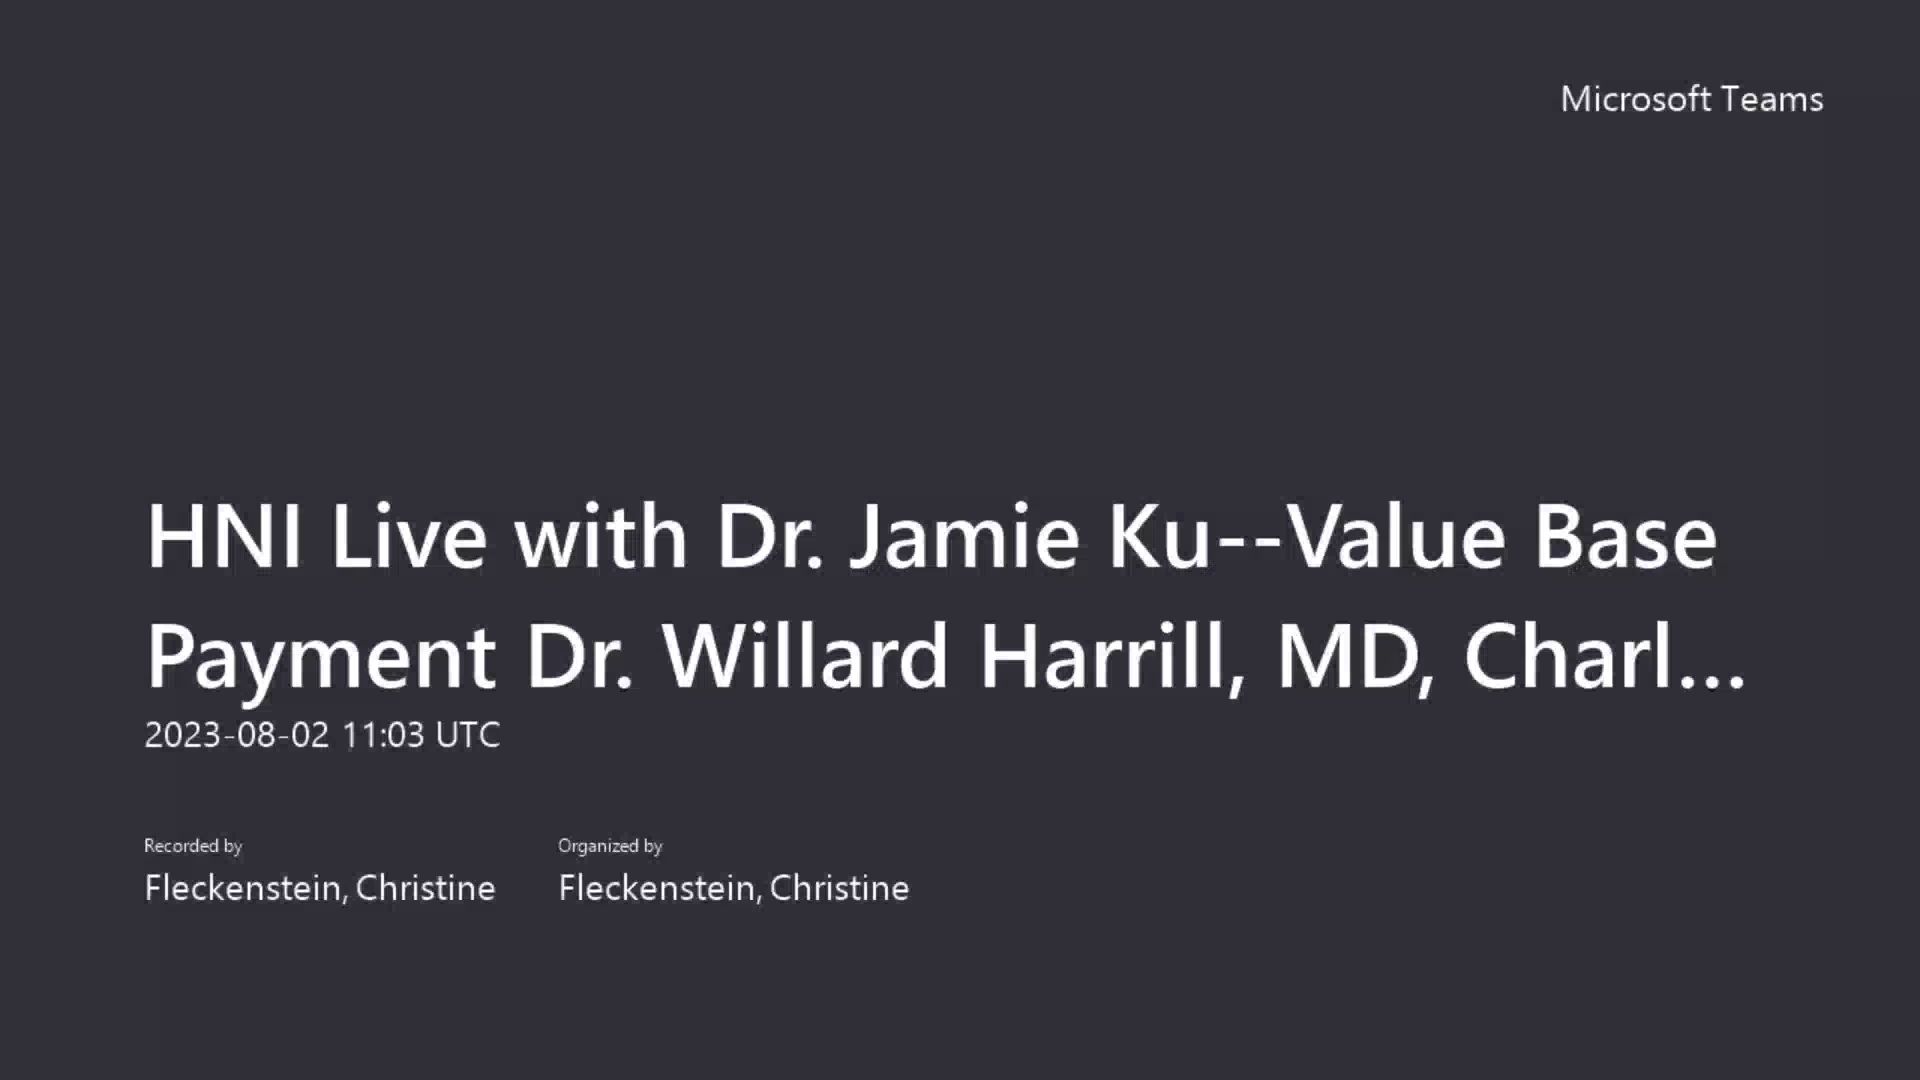 Microsoft Teams
HNI Live with Dr. Jamie Ku--Value Base
Payment Dr. Willard Harrill, MD, Charl...
2023-08-02 11:03 UTC
Recorded by
Organized by
Fleckenstein, Christine
Fleckenstein, Christine